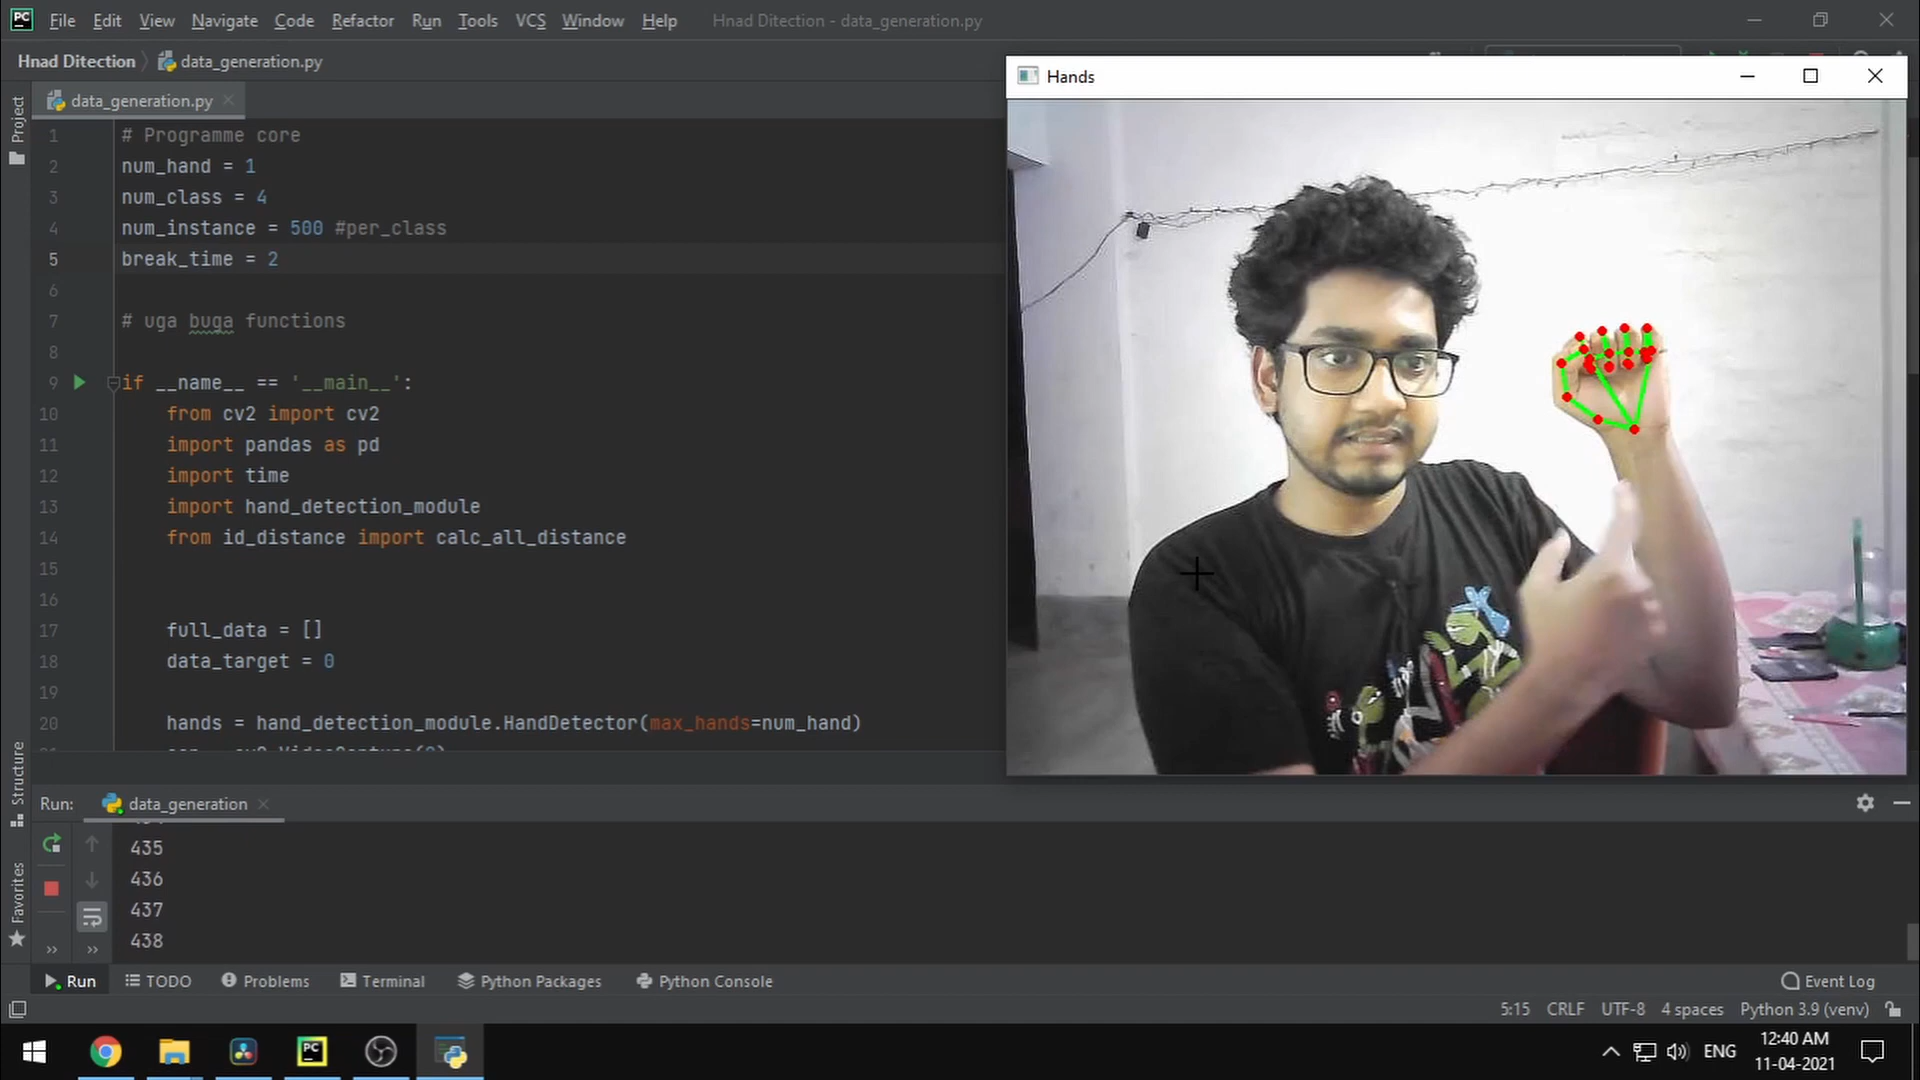 PC File Edit View Navigate Code Refactor Run Tools VCS Window Help Hnad Ditection - data_generation.py
Hnad Ditection data_generation.py
data_generation.py
Project
1 # Programme core
2 num_hand = 1
3 num_class = 4
4 num_instance = 500 #per_class
5 break_time = 2
6
7 # uga buga functions
8
9 if __name__ == '__main__':
10 from cv2 import cv2
11 import pandas as pd
12 import time
13 import hand_detection_module
14 from id_distance import calc_all_distance
15
16
17 full_data = []
18 data_target = 0
19
20 hands = hand_detection_module.HandDetector(max_hands=num_hand)
Hands
Structure
Favorites
Run: data_generation
435
436
437
438
Run TODO Problems Terminal Python Packages Python Console Event Log
5:15 CRLF UTF-8 4 spaces Python 3.9 (venv)
PC ENG 12:40 AM
11-04-2021